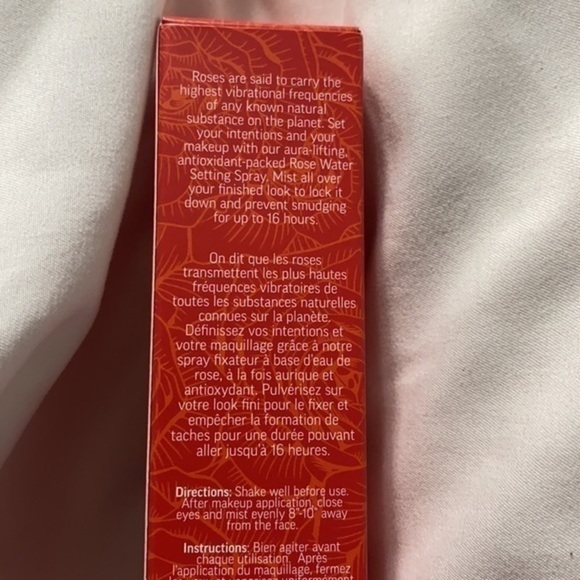 Roses are said to carry the
highest vibrational frequencies
of any known natural
substance on the planet. Set
your intentions and your
makeup with our aura-lifting,
antioxidant-packed Rose Water
Setting Spray. Mist all over
your finished look to lock it
down and prevent smudging
for up to 16 hours.
On dit que les roses
transmettent les plus hautes
fréquences vibratoires de
toutes les substances naturelles
connues sur la planète.
Définissez vos intentions et
votre maquillage grâce à notre
spray fixateur à base d'eau de
rose, à la fois aurique et
antioxydant. Pulvérisez sur
votre look fini pour le fixer et
empêcher la formation de
taches pour une durée pouvant
aller jusqu'à 16 heures.
Directions: Shake well before use.
After makeup application, close
eyes and mist evenly 8"-10" away
from the face.
Instructions: Bien agiter avant
chaque utilisation. Après
l'application du maquillage, fermez